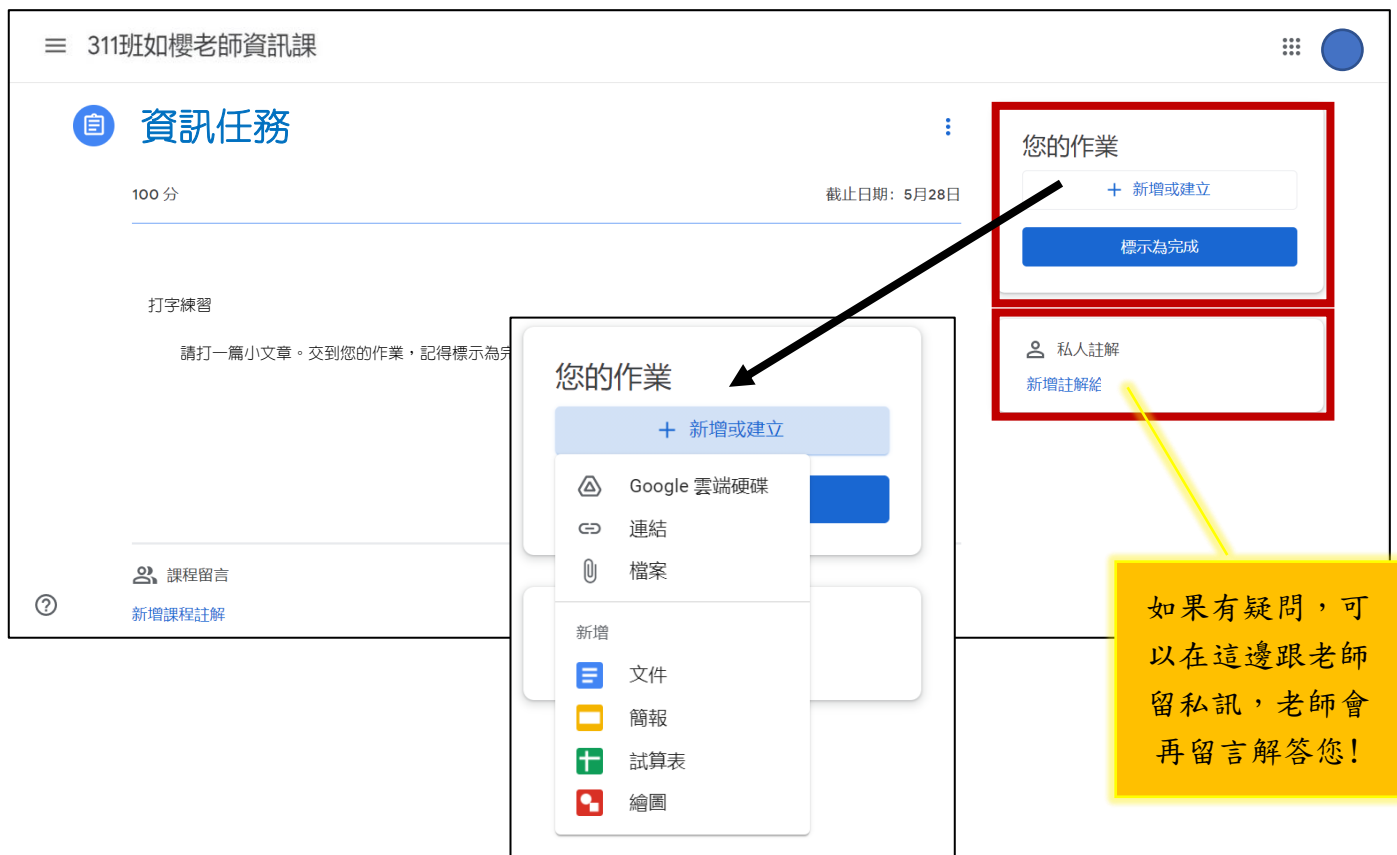 311班如櫻老師資訊課
資訊任務
100 分
截止日期：5月28日
打字練習
請打一篇小文章。交到您的作業，記得標示為完
課程留言
新增課程註解
您的作業
+ 新增或建立
標示為完成
私人註解
新增註解給
您的作業
+ 新增或建立
Google 雲端硬碟
連結
檔案
新增
文件
簡報
試算表
繪圖
如果有疑問，可
以在這邊跟老師
留私訊，老師會
再留言解答您！